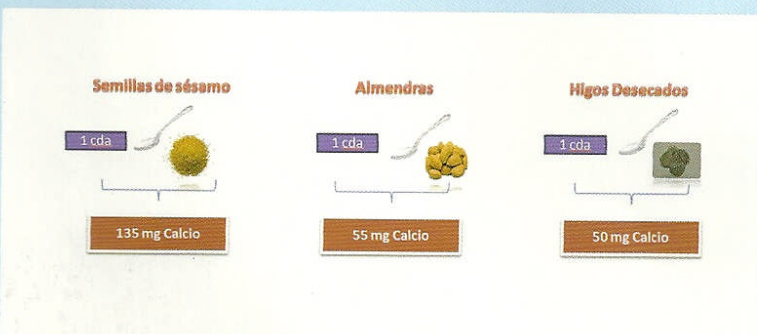 Semillas de sésamo
Almendras
Higos Desecados
1 cda
1 cda
1 cda
135 mg Calcio
55 mg Calcio
50 mg Calcio